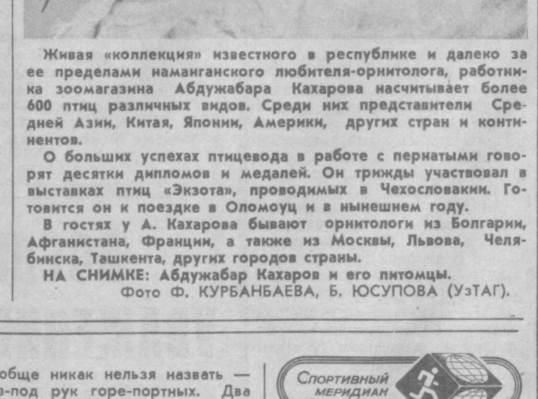 Живая «коллекция» известного в республике и далеко за
ее пределами наманганского любителя-орнитолога, работни-
ка зоомагазина Абдужабара Кахарова насчитывает более
600 птиц различных видов. Среди них представители Сре-
дней Азии, Китая, Японии, Америки, других стран и конти-
нентов.
О больших успехах птицевода в работе с пернатыми гово-
рят десятки дипломов и медалей. Он трижды участвовал в
выставках птиц «Экзота», проводимых в Чехословакии. Го-
товится он к поездке в Оломоуц и в нынешнем году.
В гостях у А. Кахарова бывают орнитологи из Болгарии,
Афганистана, Франции, а также из Москвы, Львова, Челя-
бинска, Ташкента, других городов страны.
НА СНИМКЕ: Абдужабар Кахаров и его питомцы.
Фото Ф. КУРБАНБАЕВА, Б. ЮСУПОВА (УзТАГ).
обще никак нельзя назвать —
з-под рук горе-портных. Два
СПОРТИВНЫЙ
МЕРИДИАН